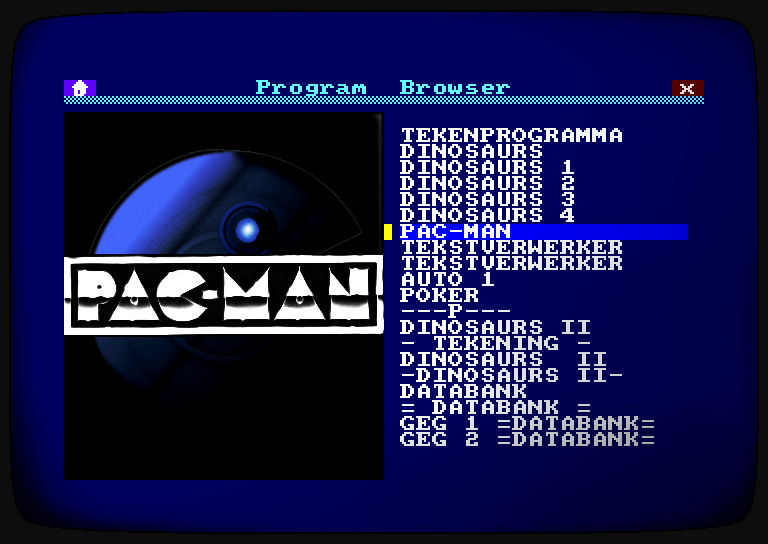 Program Browser
x
PAC-MAN
TEKENPROGRAMMA
DINOSAURS
DINOSAURS 1
DINOSAURS 2
DINOSAURS 3
DINOSAURS 4
PAC-MAN
TEKSTVERWERKER
TEKSTVERWERKER
AUTO 1
POKER
---P---
DINOSAURS II
- TEKENING -
DINOSAURS  II
-DINOSAURS II-
DATABANK
= DATABANK =
GEG 1 =DATABANK=
GEG 2 =DATABANK=